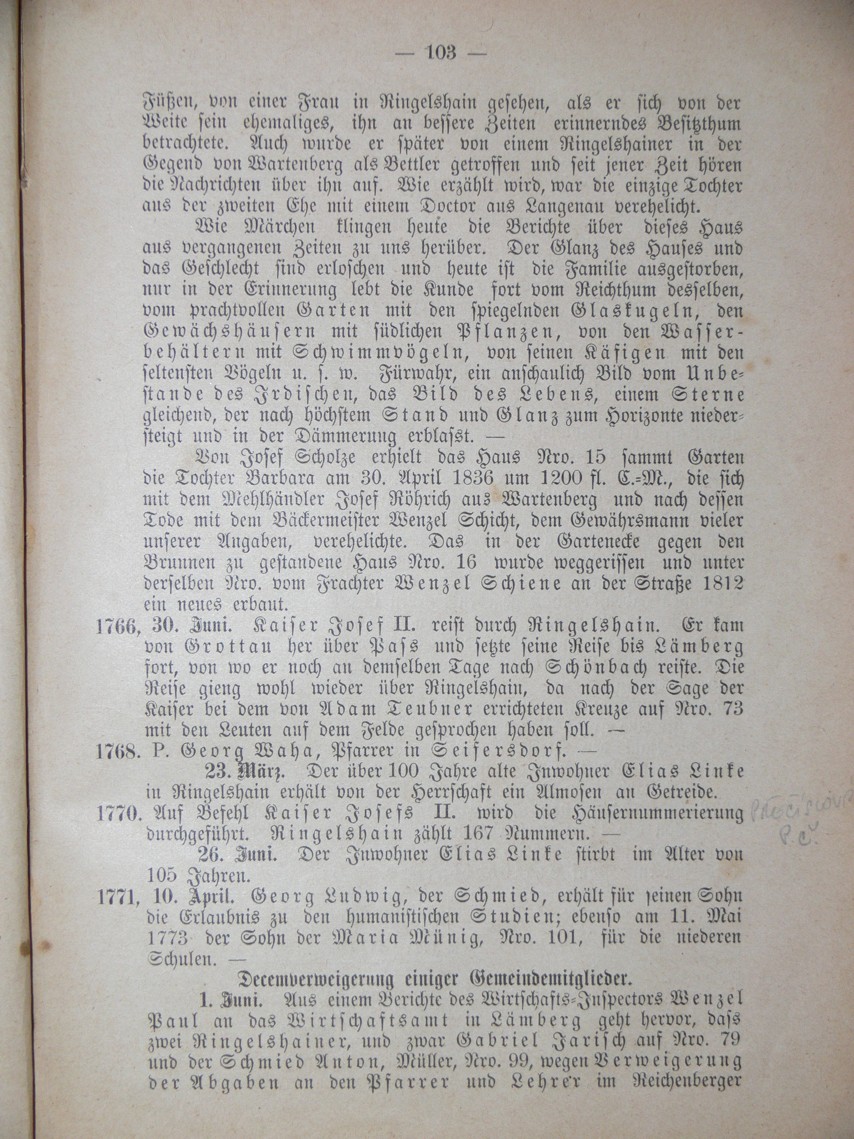 — 103 —
Füßen, von einer Frau in Ringelshain gesehen, als er sich von der
Weite sein ehemaliges, ihn an bessere Zeiten erinnerndes Besitzthum
betrachtete. Auch wurde er später von einem Ringelshainer in der
Gegend von Wartenberg als Bettler getroffen und seit jener Zeit hören
die Nachrichten über ihn auf. Wie erzählt wird, war die einzige Tochter
aus der zweiten Ehe mit einem Doctor aus Langenau verehelicht.
Wie Märchen klingen heute die Berichte über dieses Haus
aus vergangenen Zeiten zu uns herüber. Der Glanz des Hauses und
das Geschlecht sind erloschen und heute ist die Familie ausgestorben,
nur in der Erinnerung lebt die Kunde fort vom Reichthum desselben,
vom prachtvollen Garten mit den spiegelnden Glaskugeln, den
Gewächshäusern mit südlichen Pflanzen, von den Wasser-
behältern mit Schwimmvögeln, von seinen Käfigen mit den
seltensten Vögeln u. s. w. Fürwahr, ein anschaulich Bild vom Unbe-
stande des Irdischen, das Bild des Lebens, einem Sterne
gleichend, der nach höchstem Stand und Glanz zum Horizonte nieder-
steigt und in der Dämmerung erblasst. —
Von Josef Scholze erhielt das Haus Nro. 15 sammt Garten
die Tochter Barbara am 30. April 1836 um 1200 fl. C.-M., die sich
mit dem Mehlhändler Josef Röhrich aus Wartenberg und nach dessen
Tode mit dem Bäckermeister Wenzel Schicht, dem Gewährsmann vieler
unserer Angaben, verehelichte. Das in der Gartenecke gegen den
Brunnen zu gestandene Haus Nro. 16 wurde weggerissen und unter
derselben Nro. vom Frachter Wenzel Schiene an der Straße 1812
ein neues erbaut.
1766, 30. Juni. Kaiser Josef II. reist durch Ringelshain. Er kam
von Grottau her über Pass und setzte seine Reise bis Lämberg
fort, von wo er noch an demselben Tage nach Schönbach reiste. Die
Reise gieng wohl wieder über Ringelshain, da nach der Sage der
Kaiser bei dem von Adam Teubner errichteten Kreuze auf Nro. 73
mit den Leuten auf dem Felde gesprochen haben soll. —
1768. P. Georg Waha, Pfarrer in Seifersdorf. —
23. März. Der über 100 Jahre alte Inwohner Elias Linke
in Ringelshain erhält von der Herrschaft ein Almosen an Getreide.
1770. Auf Befehl Kaiser Josefs II. wird die Häusernummerierung
durchgeführt. Ringelshain zählt 167 Nummern. —
26. Juni. Der Inwohner Elias Linke stirbt im Alter von
105 Jahren.
1771, 10. April. Georg Ludwig, der Schmied, erhält für seinen Sohn
die Erlaubnis zu den humanistischen Studien; ebenso am 11. Mai
1773 der Sohn der Maria Münig, Nro. 101, für die niederen
Schulen. —
Decemverweigerung einiger Gemeindemitglieder.
1. Juni. Aus einem Berichte des Wirtschafts-Inspectors Wenzel
Paul an das Wirtschaftsamt in Lämberg geht hervor, dass
zwei Ringelshainer, und zwar Gabriel Jarisch auf Nro. 79
und der Schmied Anton, Müller, Nro. 99, wegen Verweigerung
der Abgaben an den Pfarrer und Lehrer im Reichenberger